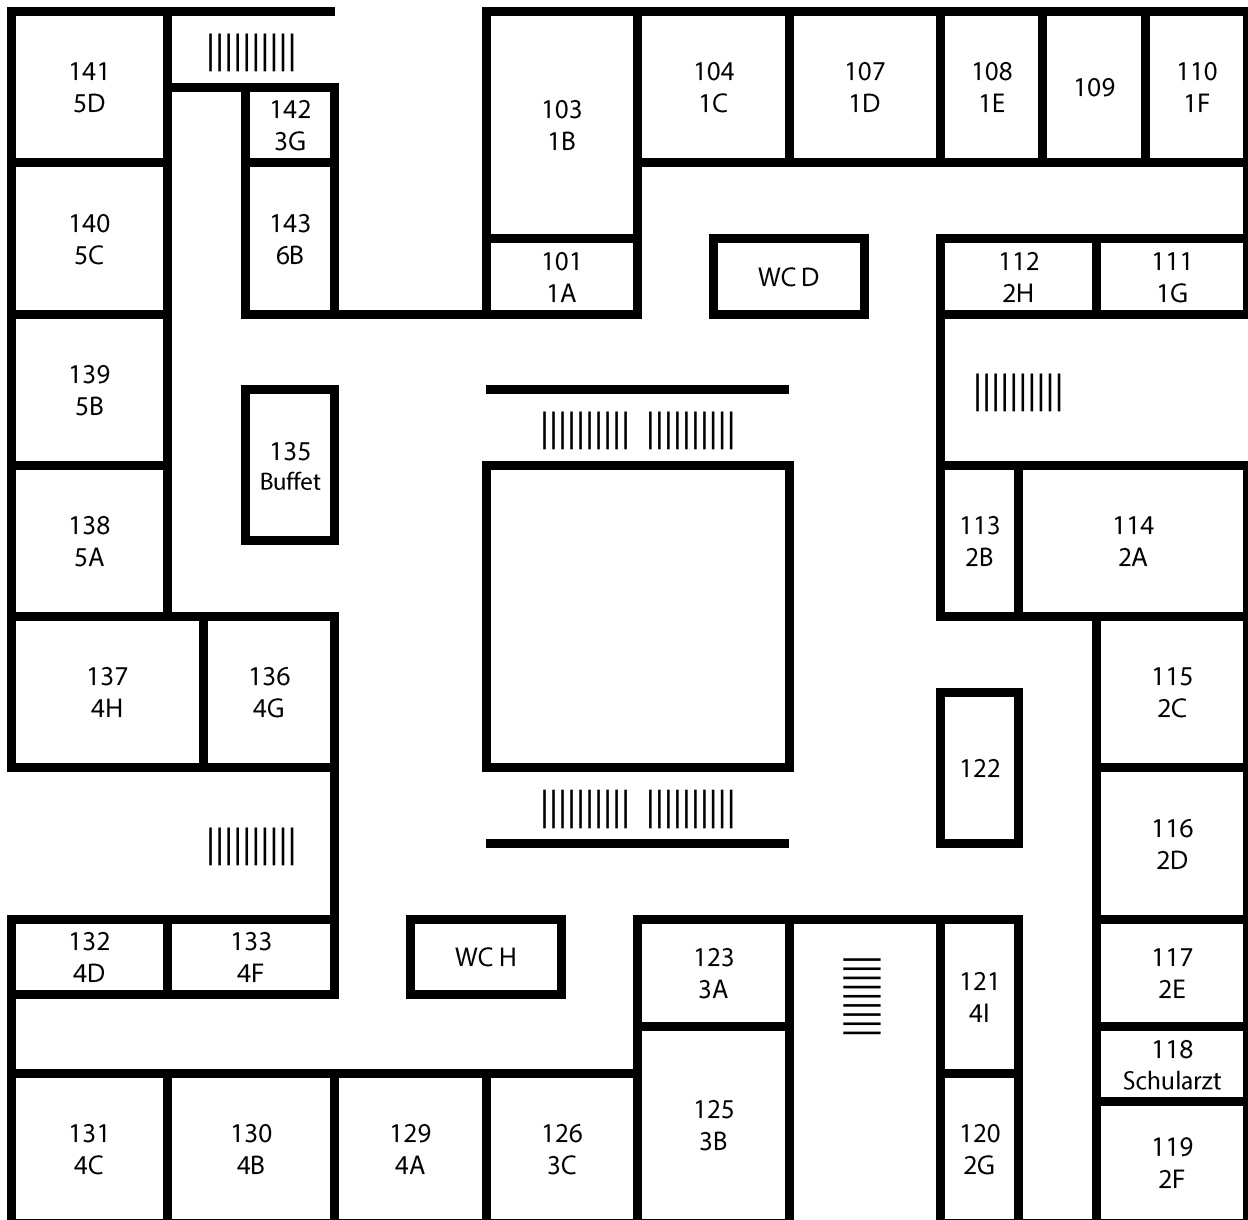 141
5D
142
3G
103
1B
104
1C
107
1D
108
1E
109
110
1F
140
5C
143
6B
101
1A
WC D
112
2H
111
1G
139
5B
135
Buffet
138
5A
113
2B
114
2A
137
4H
136
4G
115
2C
122
116
2D
132
4D
133
4F
WC H
123
3A
121
4I
117
2E
118
Schularzt
131
4C
130
4B
129
4A
126
3C
125
3B
120
2G
119
2F